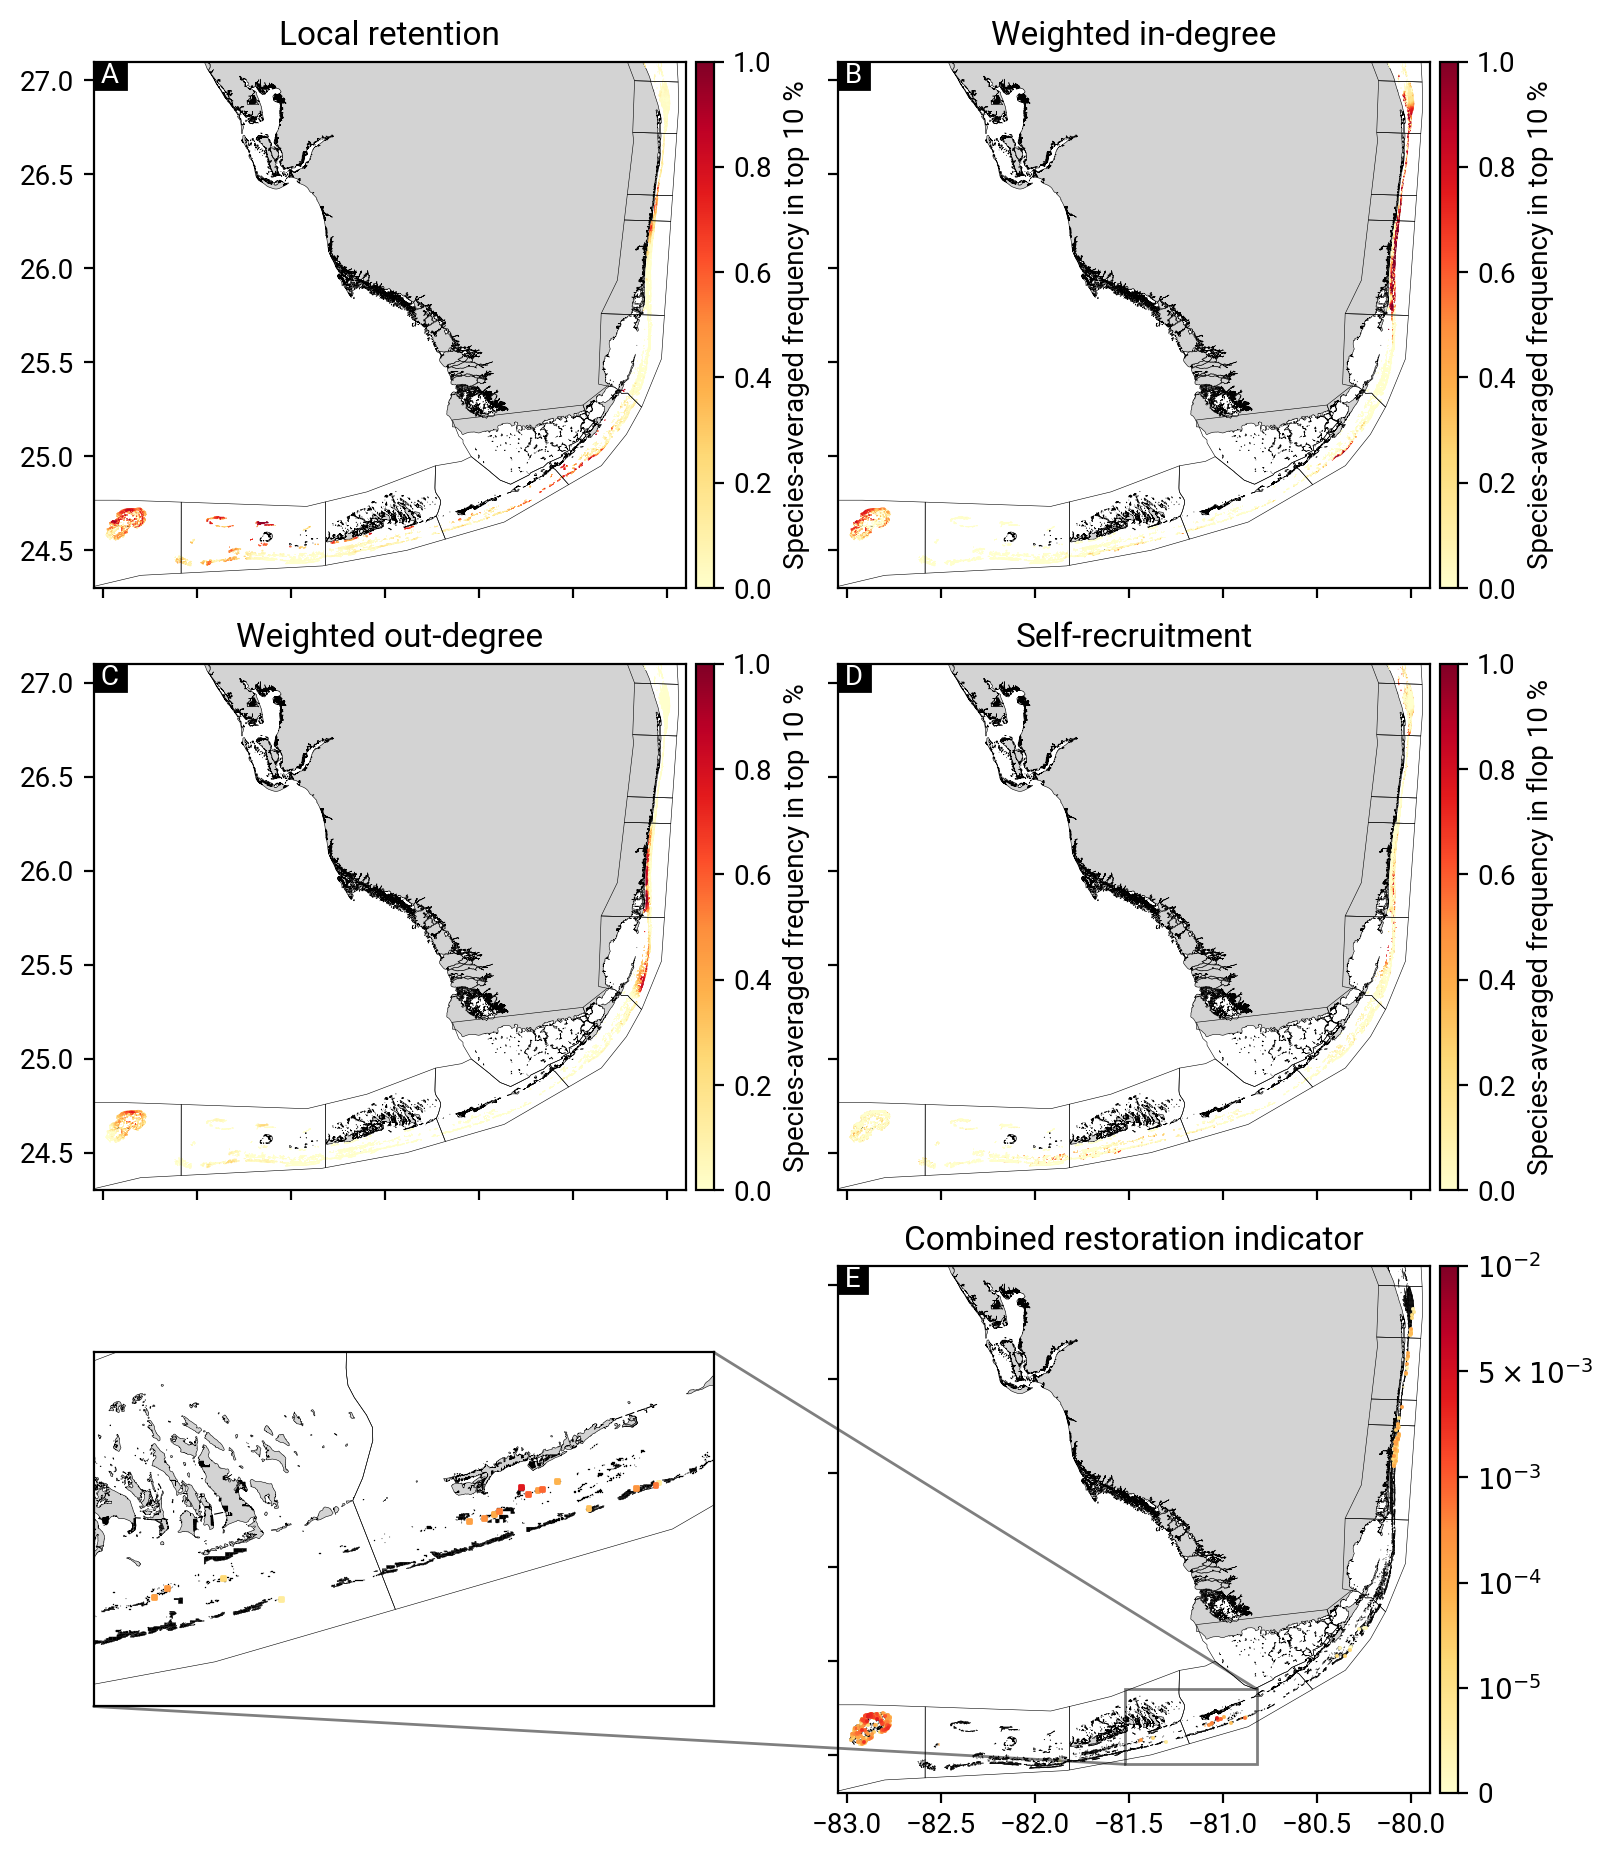 Local retention
Weighted in-degree
A
27.0
26.5
26.0
25.5
25.0
24.5
1.0
0.8
0.6
0.4
0.2
0.0
Species-averaged frequency in top 10 %
B
1.0
0.8
0.6
0.4
0.2
0.0
Species-averaged frequency in top 10 %
Weighted out-degree
Self-recruitment
C
27.0
26.5
26.0
25.5
25.0
24.5
1.0
0.8
0.6
0.4
0.2
0.0
Species-averaged frequency in top 10 %
D
1.0
0.8
0.6
0.4
0.2
0.0
Species-averaged frequency in flop 10 %
Combined restoration indicator
E
10⁻²
5 × 10⁻³
10⁻³
10⁻⁴
10⁻⁵
0
−83.0 −82.5 −82.0 −81.5 −81.0 −80.5 −80.0